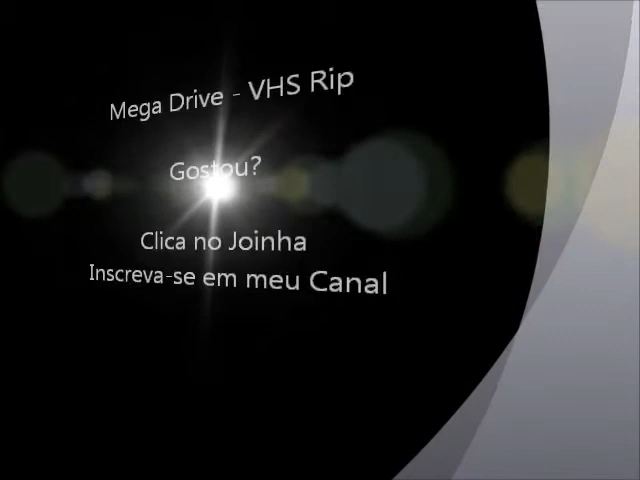 Mega Drive - VHS Rip
Gostou?
Clica no Joinha
Inscreva-se em meu Canal